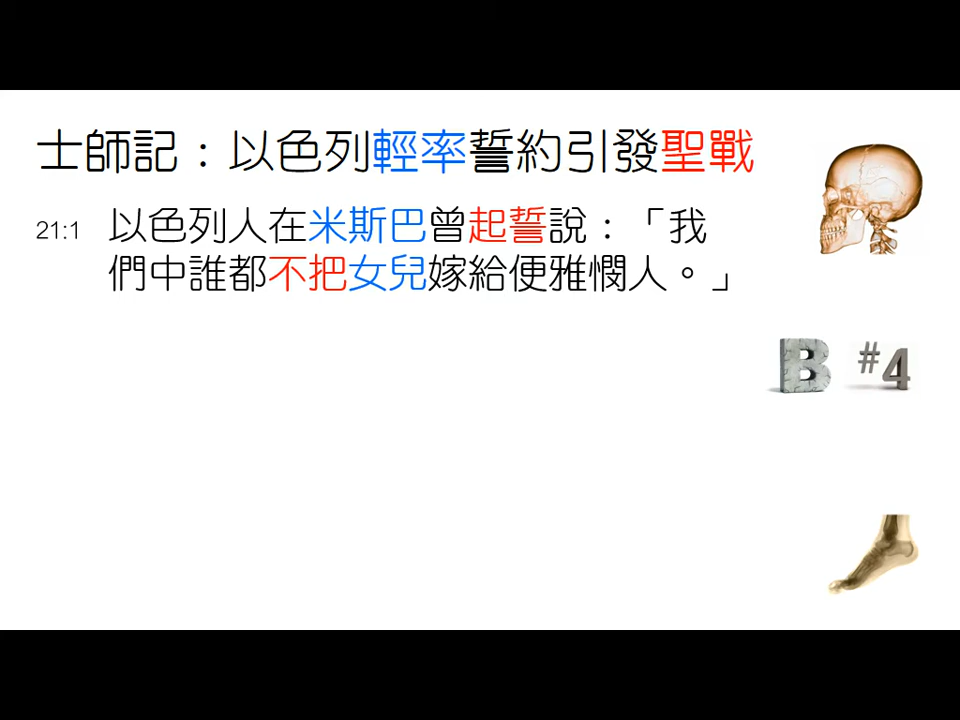 士師記：以色列輕率誓約引發聖戰
21:1 以色列人在米斯巴曾起誓說：「我
們中誰都不把女兒嫁給便雅憫人。」
B #4